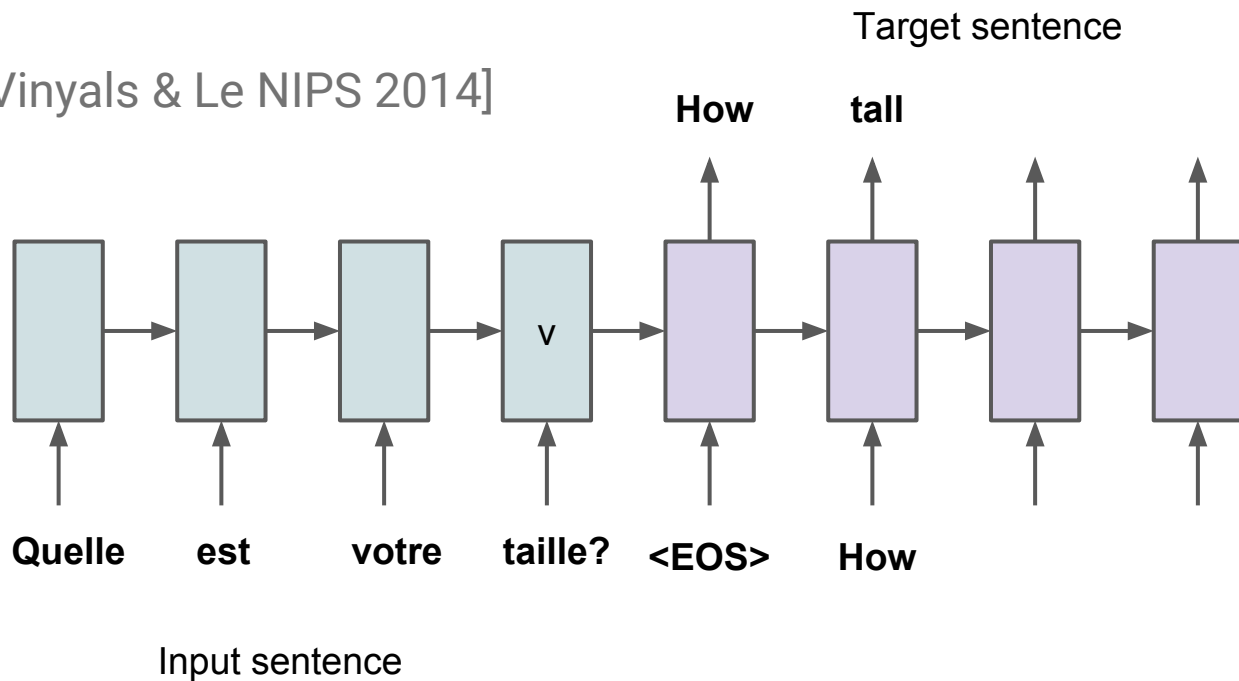 Target sentence
Vinyals & Le NIPS 2014]
How tall
v
Quelle est votre taille? <EOS> How
Input sentence